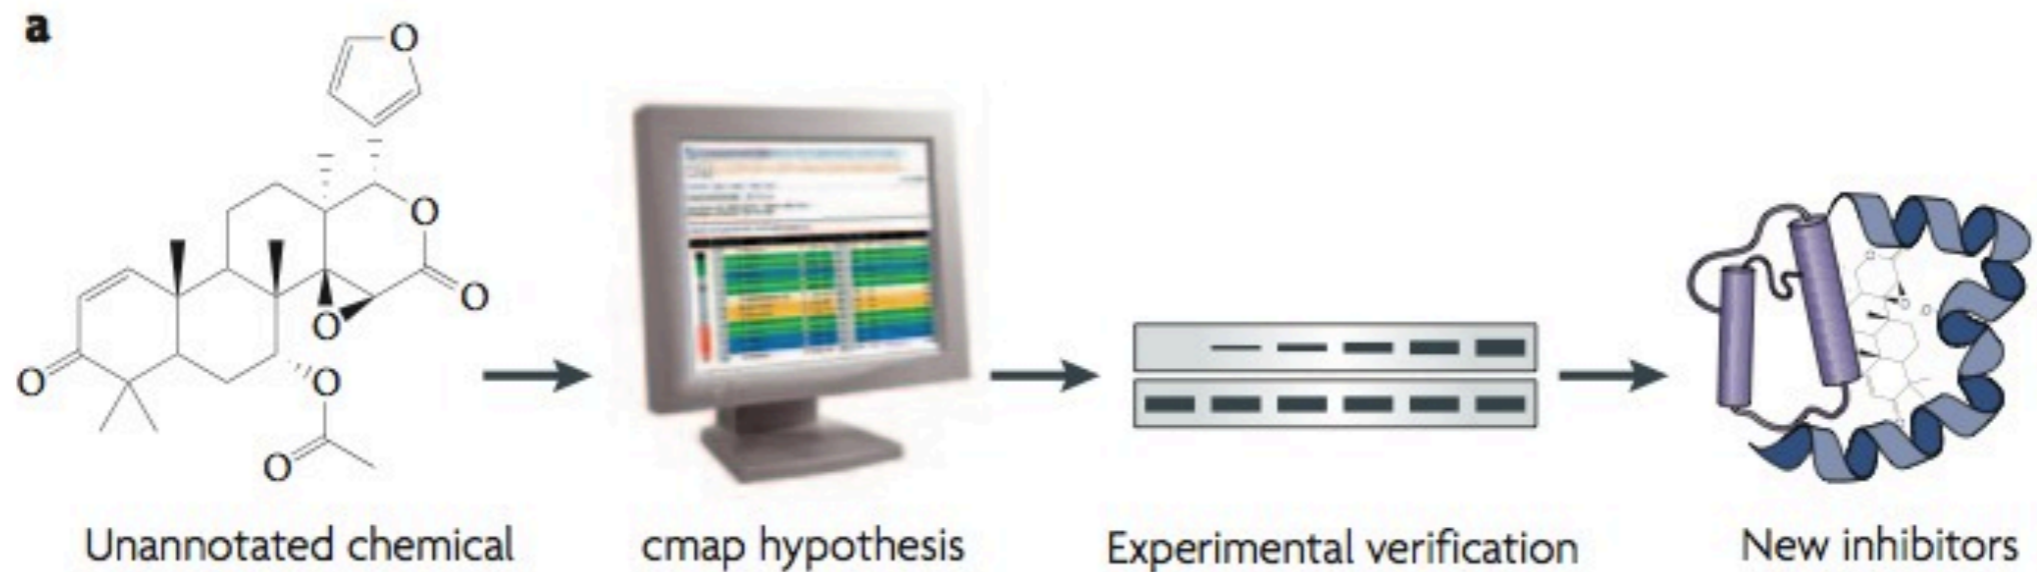 a
O
O
O
O
O
O
O
Unannotated chemical
cmap hypothesis
Experimental verification
New inhibitors